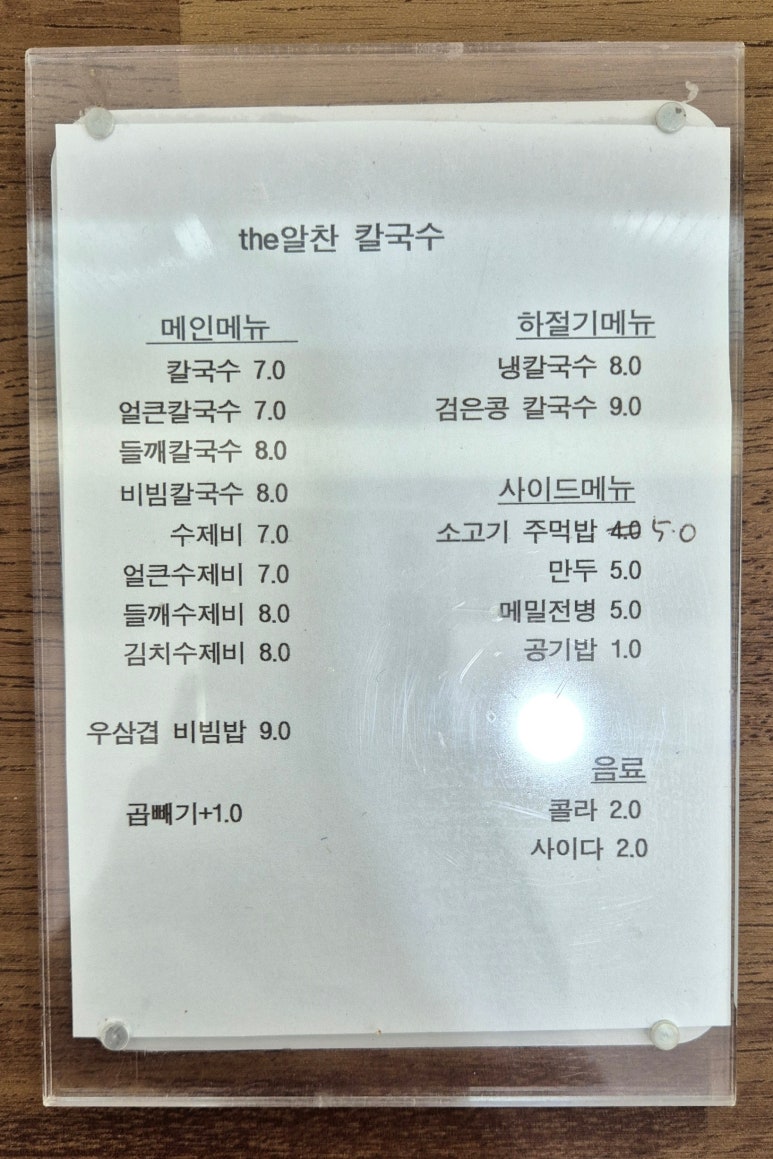 the알찬 칼국수
메인메뉴
칼국수 7.0
얼큰칼국수 7.0
들깨칼국수 8.0
비빔칼국수 8.0
수제비 7.0
얼큰수제비 7.0
들깨수제비 8.0
김치수제비 8.0
우삼겹 비빔밥 9.0
곱빼기+1.0
하절기메뉴
냉칼국수 8.0
검은콩 칼국수 9.0
사이드메뉴
소고기 주먹밥 4.0 5.0
만두 5.0
메밀전병 5.0
공기밥 1.0
음료
콜라 2.0
사이다 2.0